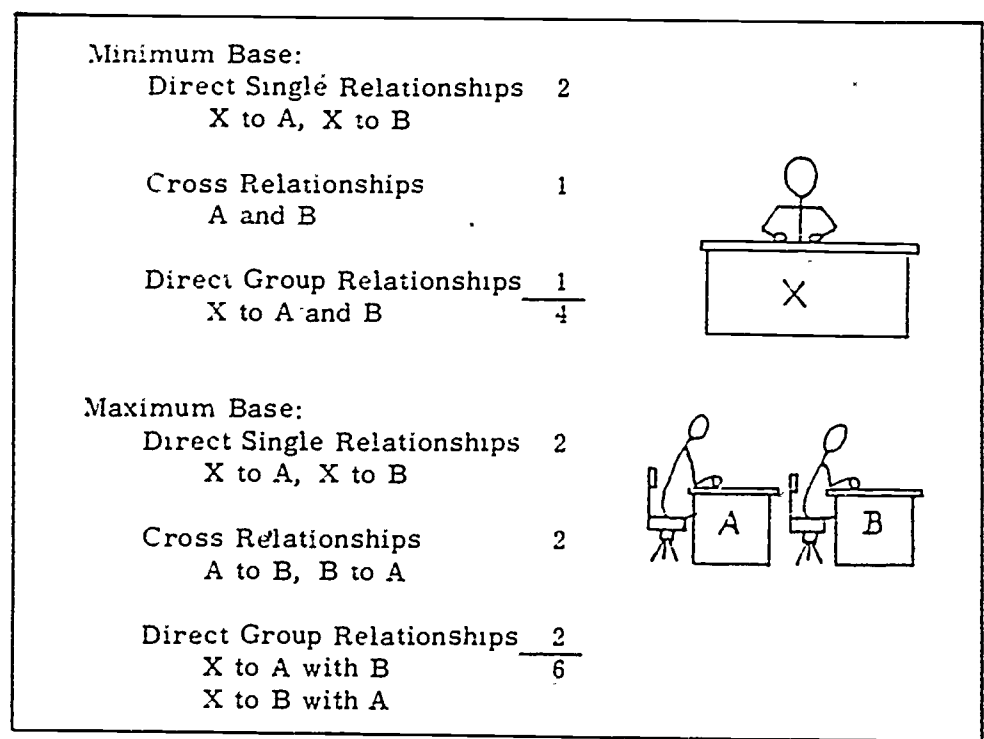 Minimum Base:
Direct Single Relationships 2
X to A, X to B
Cross Relationships 1
A and B
Direct Group Relationships 1
X to A and B 4
X
Maximum Base:
Direct Single Relationships 2
X to A, X to B
Cross Relationships 2
A to B, B to A
A B
Direct Group Relationships 2
X to A with B 6
X to B with A